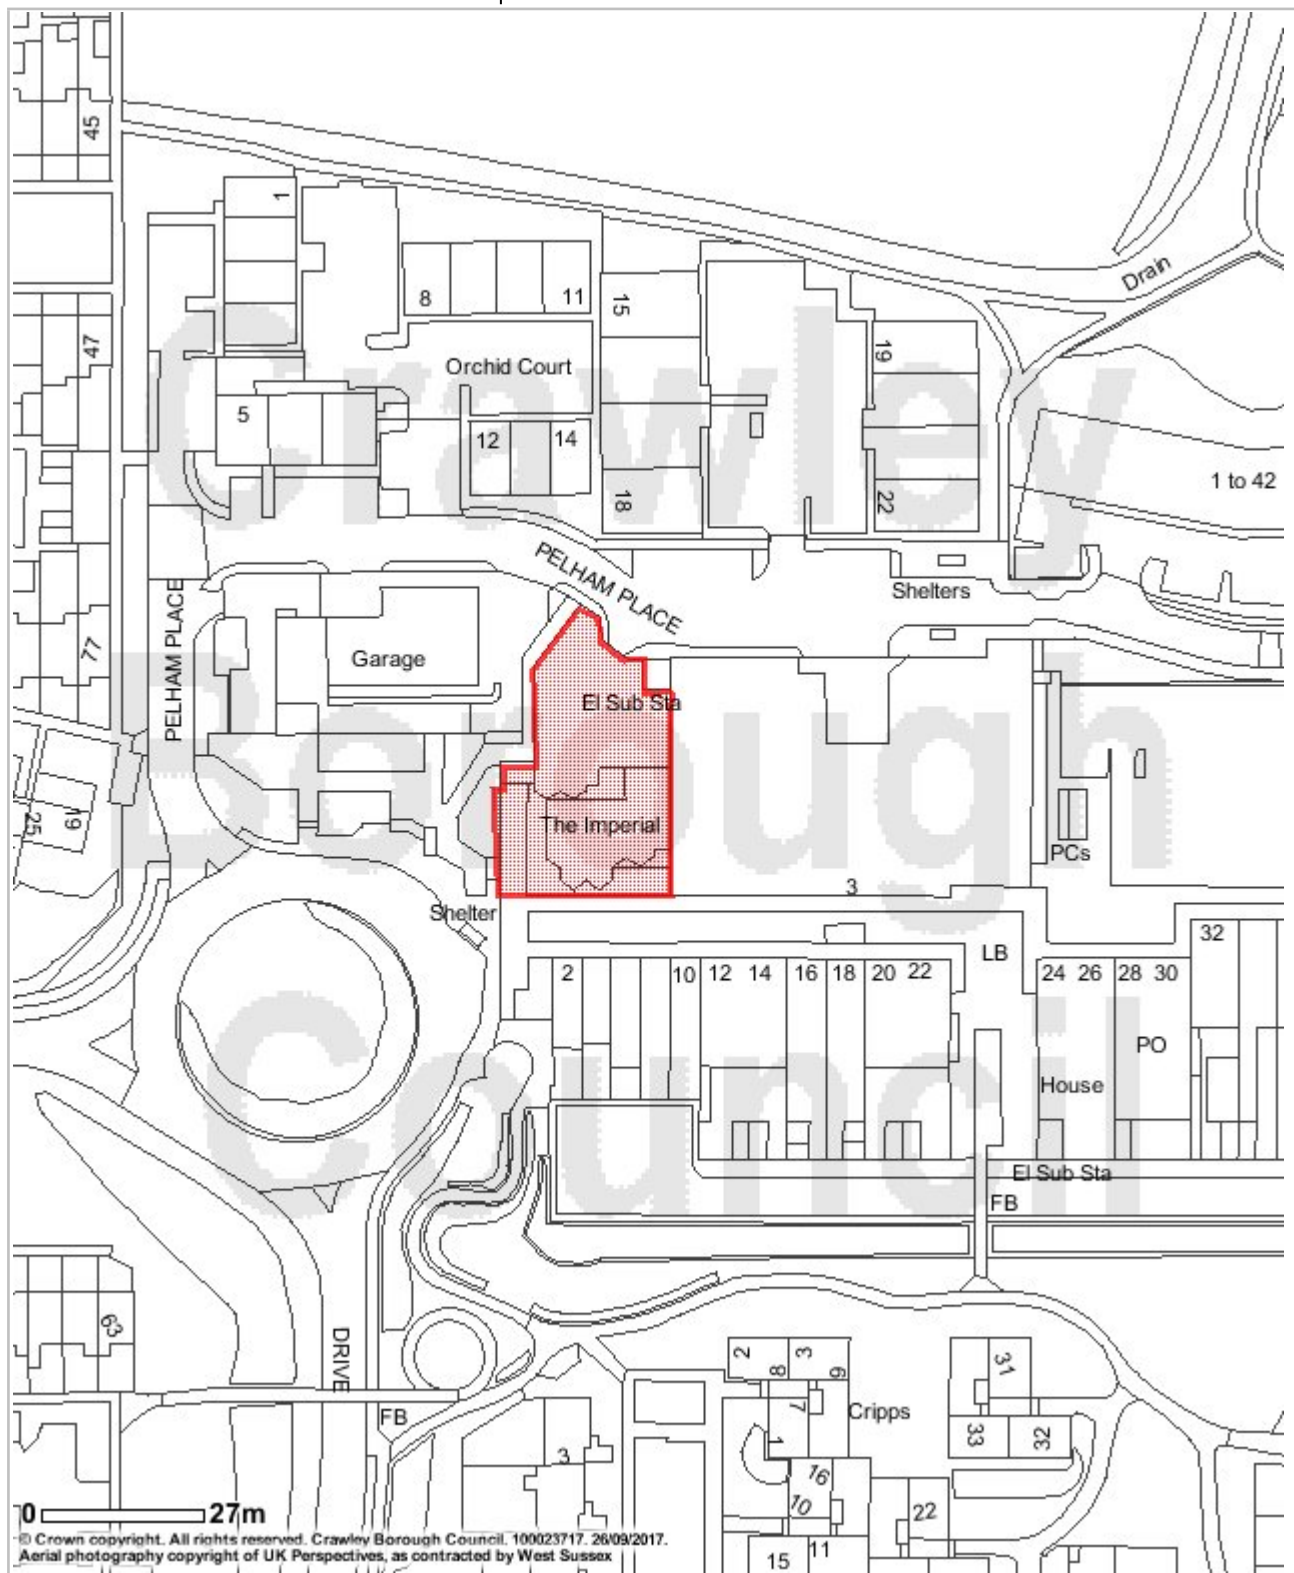 45
1
8
11
15
Drain
47
19
Orchid Court
5
12
14
1 to 42
18
22
Crawley
PELHAM PLACE
Shelters
PELHAM PLACE
77
Garage
El Sub Sta
Borough
25
19
The Imperial
PCs
3
Shelter
32
LB
2
10
12
14
16
18
20
22
24
26
28
30
PO
House
Council
El Sub Sta
FB
63
DRIVE
2
3
8
9
31
7
Cripps
FB
1
33
32
3
16
10
22
15
11
0
27m
© Crown copyright. All rights reserved. Crawley Borough Council. 100023717. 26/09/2017.
Aerial photography copyright of UK Perspectives, as contracted by West Sussex